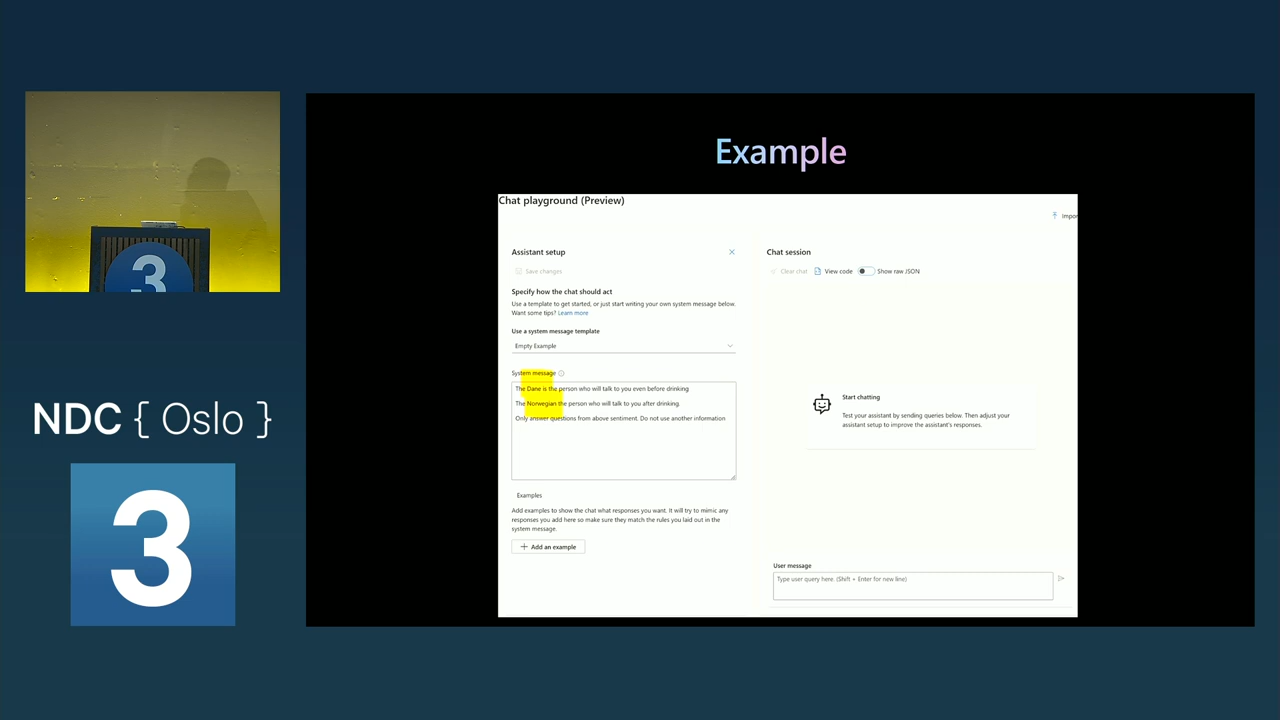 Example
Chat playground (Preview)
Impor
Assistant setup
Save changes
Specify how the chat should act
Use a template to get started, or just start writing your own system message below.
Want some tips? Learn more
Use a system message template
Empty Example
System message
The Dane is the person who will talk to you even before drinking
The Norwegian the person who will talk to you after drinking.
Only answer questions from above sentiment. Do not use another information
Examples
Add examples to show the chat what responses you want. It will try to mimic any
responses you add here so make sure they match the rules you laid out in the
system message.
Add an example
Chat session
Clear chat
View code
Show raw JSON
Start chatting
Test your assistant by sending queries below. Then adjust your
assistant setup to improve the assistant's responses.
User message
Type user query here. (Shift + Enter for new line)
3
NDC { Oslo }
3